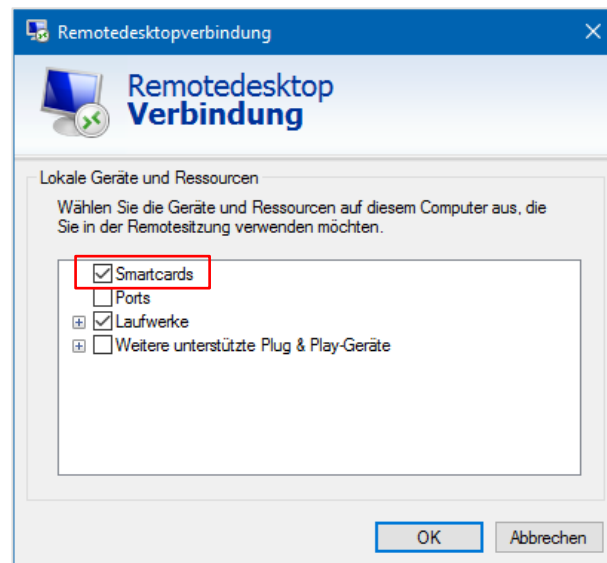 Remotedesktopverbindung
Remotedesktop
Verbindung
Lokale Geräte und Ressourcen
Wählen Sie die Geräte und Ressourcen auf diesem Computer aus, die
Sie in der Remotesitzung verwenden möchten.
Smartcards
Ports
Laufwerke
Weitere unterstützte Plug & Play-Geräte
OK
Abbrechen